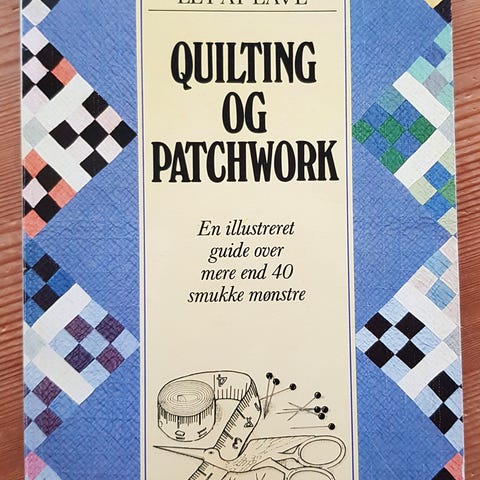 LET AT LAVE
QUILTING
OG
PATCHWORK
En illustreret
guide over
mere end 40
smukke mønstre